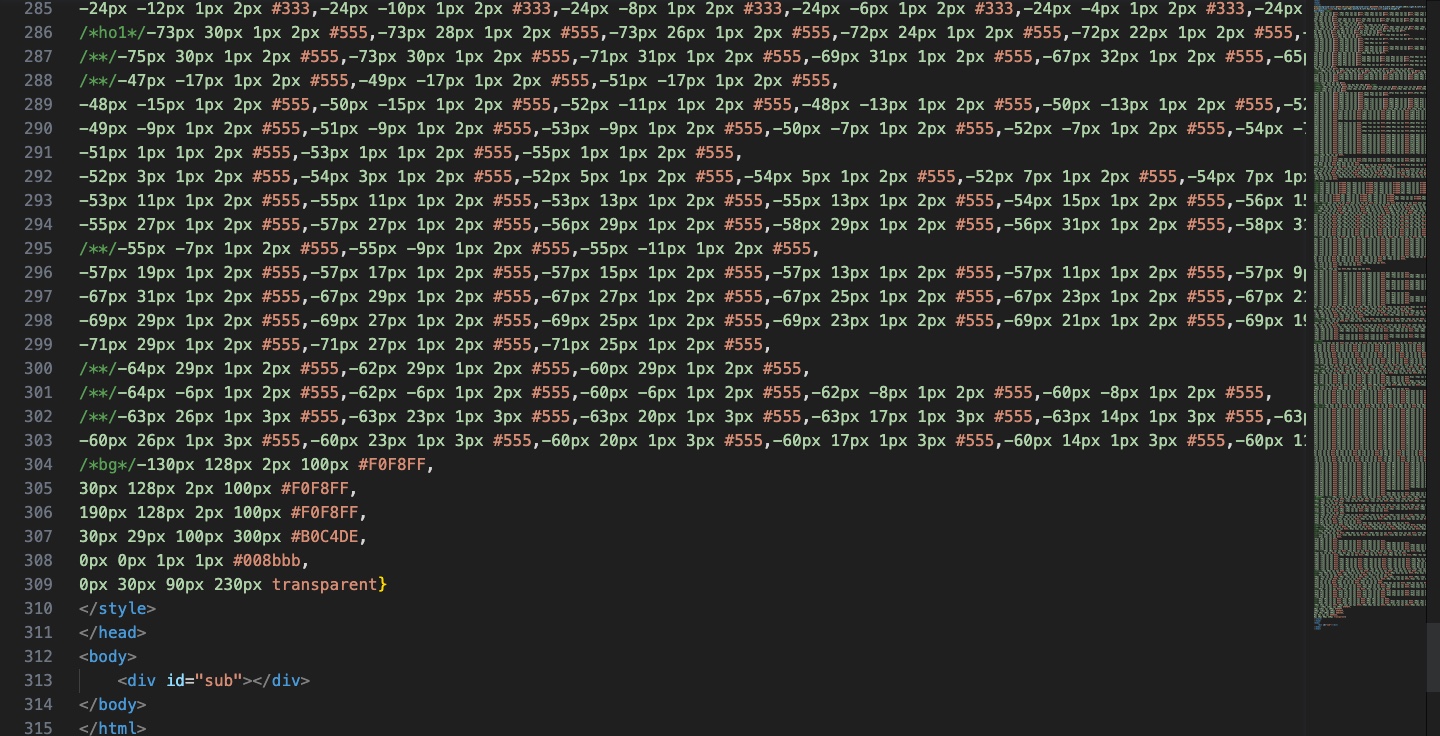 285 -24px -12px 1px 2px #333,-24px -10px 1px 2px #333,-24px -8px 1px 2px #333,-24px -6px 1px 2px #333,-24px -4px 1px 2px #333,-24px
286 /*ho1*/-73px 30px 1px 2px #555,-73px 28px 1px 2px #555,-73px 26px 1px 2px #555,-72px 24px 1px 2px #555,-72px 22px 1px 2px #555,-
287 /**/-75px 30px 1px 2px #555,-73px 30px 1px 2px #555,-71px 31px 1px 2px #555,-69px 31px 1px 2px #555,-67px 32px 1px 2px #555,-65p
288 /**/-47px -17px 1px 2px #555,-49px -17px 1px 2px #555,-51px -17px 1px 2px #555,
289 -48px -15px 1px 2px #555,-50px -15px 1px 2px #555,-52px -11px 1px 2px #555,-48px -13px 1px 2px #555,-50px -13px 1px 2px #555,-52
290 -49px -9px 1px 2px #555,-51px -9px 1px 2px #555,-53px -9px 1px 2px #555,-50px -7px 1px 2px #555,-52px -7px 1px 2px #555,-54px -7
291 -51px 1px 1px 2px #555,-53px 1px 1px 2px #555,-55px 1px 1px 2px #555,
292 -52px 3px 1px 2px #555,-54px 3px 1px 2px #555,-52px 5px 1px 2px #555,-54px 5px 1px 2px #555,-52px 7px 1px 2px #555,-54px 7px 1px
293 -53px 11px 1px 2px #555,-55px 11px 1px 2px #555,-53px 13px 1px 2px #555,-55px 13px 1px 2px #555,-54px 15px 1px 2px #555,-56px 15
294 -55px 27px 1px 2px #555,-57px 27px 1px 2px #555,-56px 29px 1px 2px #555,-58px 29px 1px 2px #555,-56px 31px 1px 2px #555,-58px 31
295 /**/-55px -7px 1px 2px #555,-55px -9px 1px 2px #555,-55px -11px 1px 2px #555,
296 -57px 19px 1px 2px #555,-57px 17px 1px 2px #555,-57px 15px 1px 2px #555,-57px 13px 1px 2px #555,-57px 11px 1px 2px #555,-57px 9p
297 -67px 31px 1px 2px #555,-67px 29px 1px 2px #555,-67px 27px 1px 2px #555,-67px 25px 1px 2px #555,-67px 23px 1px 2px #555,-67px 21
298 -69px 29px 1px 2px #555,-69px 27px 1px 2px #555,-69px 25px 1px 2px #555,-69px 23px 1px 2px #555,-69px 21px 1px 2px #555,-69px 19
299 -71px 29px 1px 2px #555,-71px 27px 1px 2px #555,-71px 25px 1px 2px #555,
300 /**/-64px 29px 1px 2px #555,-62px 29px 1px 2px #555,-60px 29px 1px 2px #555,
301 /**/-64px -6px 1px 2px #555,-62px -6px 1px 2px #555,-60px -6px 1px 2px #555,-62px -8px 1px 2px #555,-60px -8px 1px 2px #555,
302 /**/-63px 26px 1px 3px #555,-63px 23px 1px 3px #555,-63px 20px 1px 3px #555,-63px 17px 1px 3px #555,-63px 14px 1px 3px #555,-63p
303 -60px 26px 1px 3px #555,-60px 23px 1px 3px #555,-60px 20px 1px 3px #555,-60px 17px 1px 3px #555,-60px 14px 1px 3px #555,-60px 11
304 /*bg*/-130px 128px 2px 100px #F0F8FF,
305 30px 128px 2px 100px #F0F8FF,
306 190px 128px 2px 100px #F0F8FF,
307 30px 29px 100px 300px #B0C4DE,
308 0px 0px 1px 1px #008bbb,
309 0px 30px 90px 230px transparent}
310 </style>
311 </head>
312 <body>
313 <div id="sub"></div>
314 </body>
315 </html>